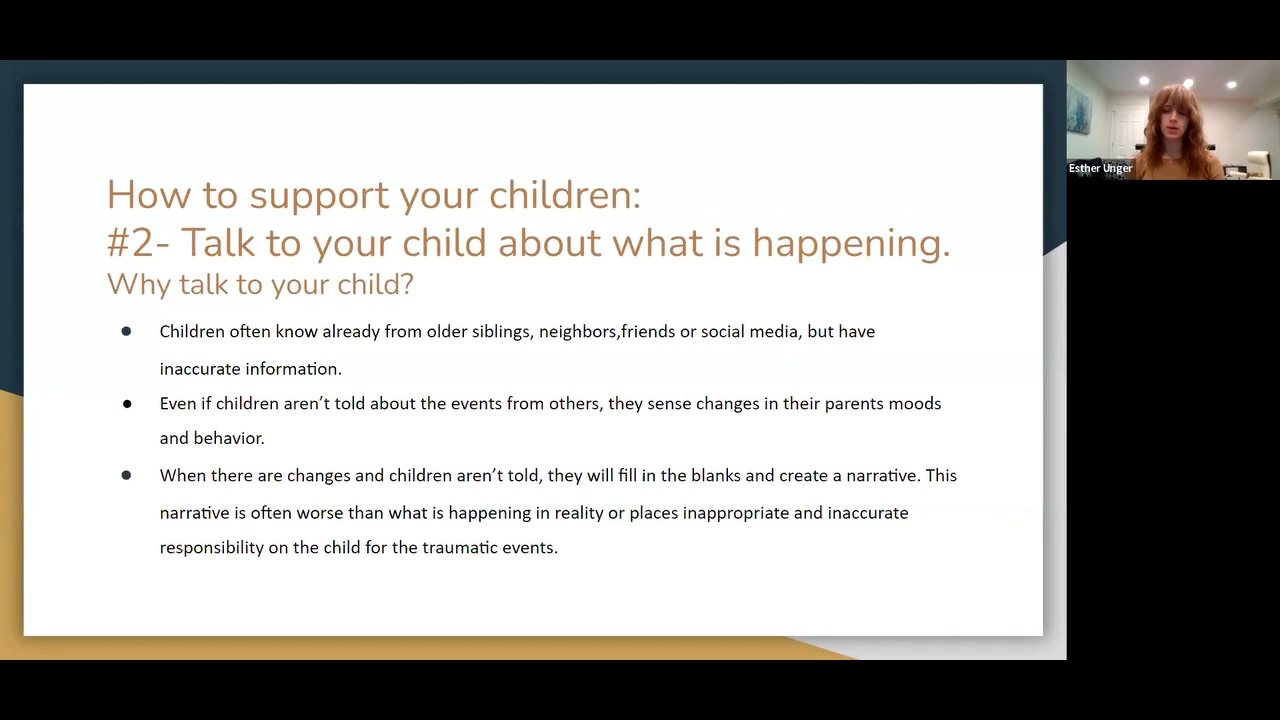 How to support your children:
#2- Talk to your child about what is happening.
Why talk to your child?
● Children often know already from older siblings, neighbors,friends or social media, but have
inaccurate information.
● Even if children aren’t told about the events from others, they sense changes in their parents moods
and behavior.
● When there are changes and children aren’t told, they will fill in the blanks and create a narrative. This
narrative is often worse than what is happening in reality or places inappropriate and inaccurate
responsibility on the child for the traumatic events.
Esther Unger